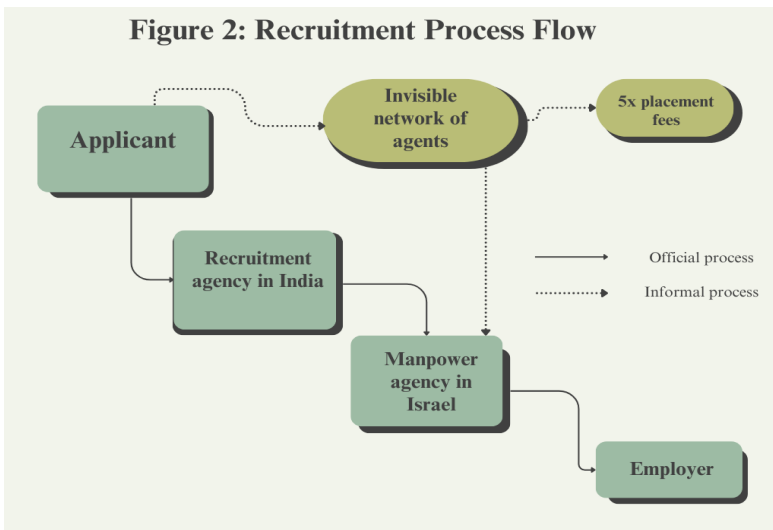 Figure 2: Recruitment Process Flow
Invisible
network of
agents
5x placement
fees
Applicant
Recruitment
agency in India
Official process
Informal process
Manpower
agency in
Israel
Employer